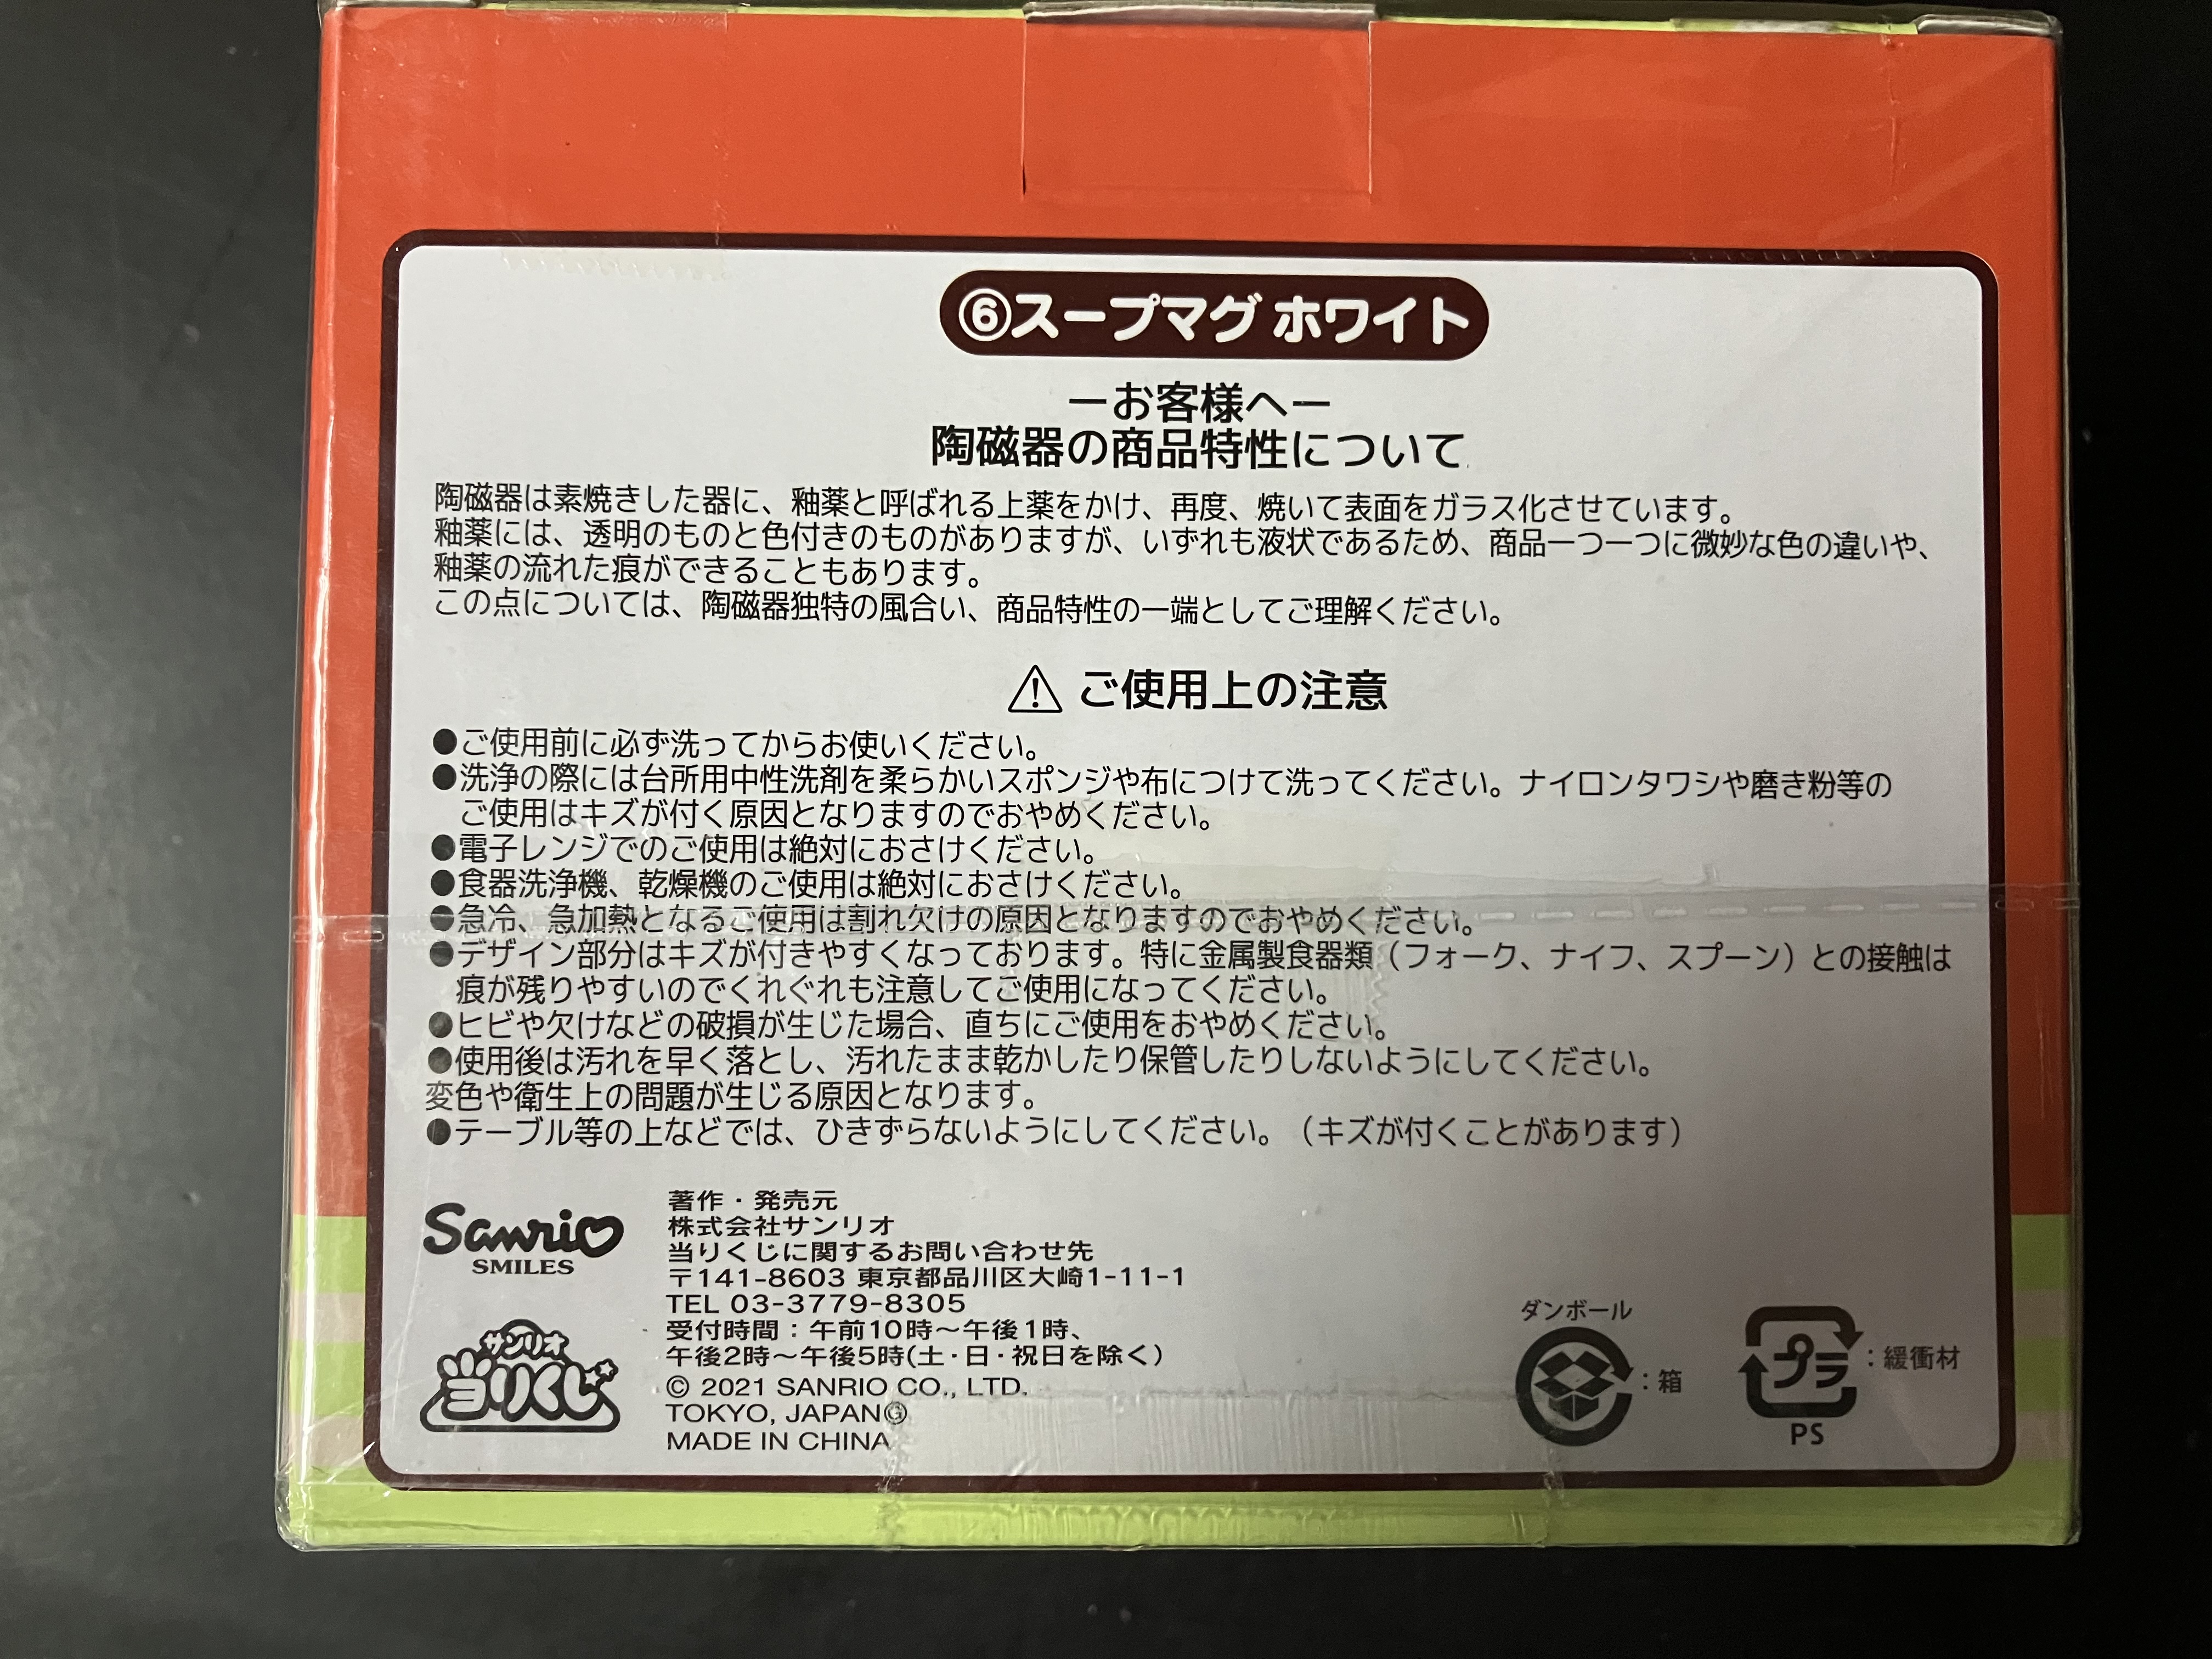 ⑥スープマグ ホワイト
ーお客様へー
陶磁器の商品特性について
陶磁器は素焼きした器に、釉薬と呼ばれる上薬をかけ、再度、焼いて表面をガラス化させています。
釉薬には、透明のものと色付きのものがありますが、いずれも液状であるため、商品一つ一つに微妙な色の違いや、
釉薬の流れた痕ができることもあります。
この点については、陶磁器独特の風合い、商品特性の一端としてご理解ください。
⚠ ご使用上の注意
●ご使用前に必ず洗ってからお使いください。
●洗浄の際には台所用中性洗剤を柔らかいスポンジや布につけて洗ってください。ナイロンタワシや磨き粉等の
ご使用はキズが付く原因となりますのでおやめください。
●電子レンジでのご使用は絶対におさけください。
●食器洗浄機、乾燥機のご使用は絶対におさけください。
●急冷、急加熱となるご使用は割れ欠けの原因となりますのでおやめください。
●デザイン部分はキズが付きやすくなっております。特に金属製食器類（フォーク、ナイフ、スプーン）との接触は
痕が残りやすいのでくれぐれも注意してご使用になってください。
●ヒビや欠けなどの破損が生じた場合、直ちにご使用をおやめください。
●使用後は汚れを早く落とし、汚れたまま乾かしたり保管したりしないようにしてください。
変色や衛生上の問題が生じる原因となります。
●テーブル等の上などでは、ひきずらないようにしてください。（キズが付くことがあります）
Sanrio
SMILES
サンリオ
当りくじ
著作・発売元
株式会社サンリオ
当りくじに関するお問い合わせ先
〒141-8603 東京都品川区大崎1-11-1
TEL 03-3779-8305
受付時間：午前10時～午後1時、
午後2時～午後5時(土・日・祝日を除く)
© 2021 SANRIO CO., LTD.
TOKYO, JAPANⒼ
MADE IN CHINA
ダンボール
：箱
プラ
：緩衝材
PS